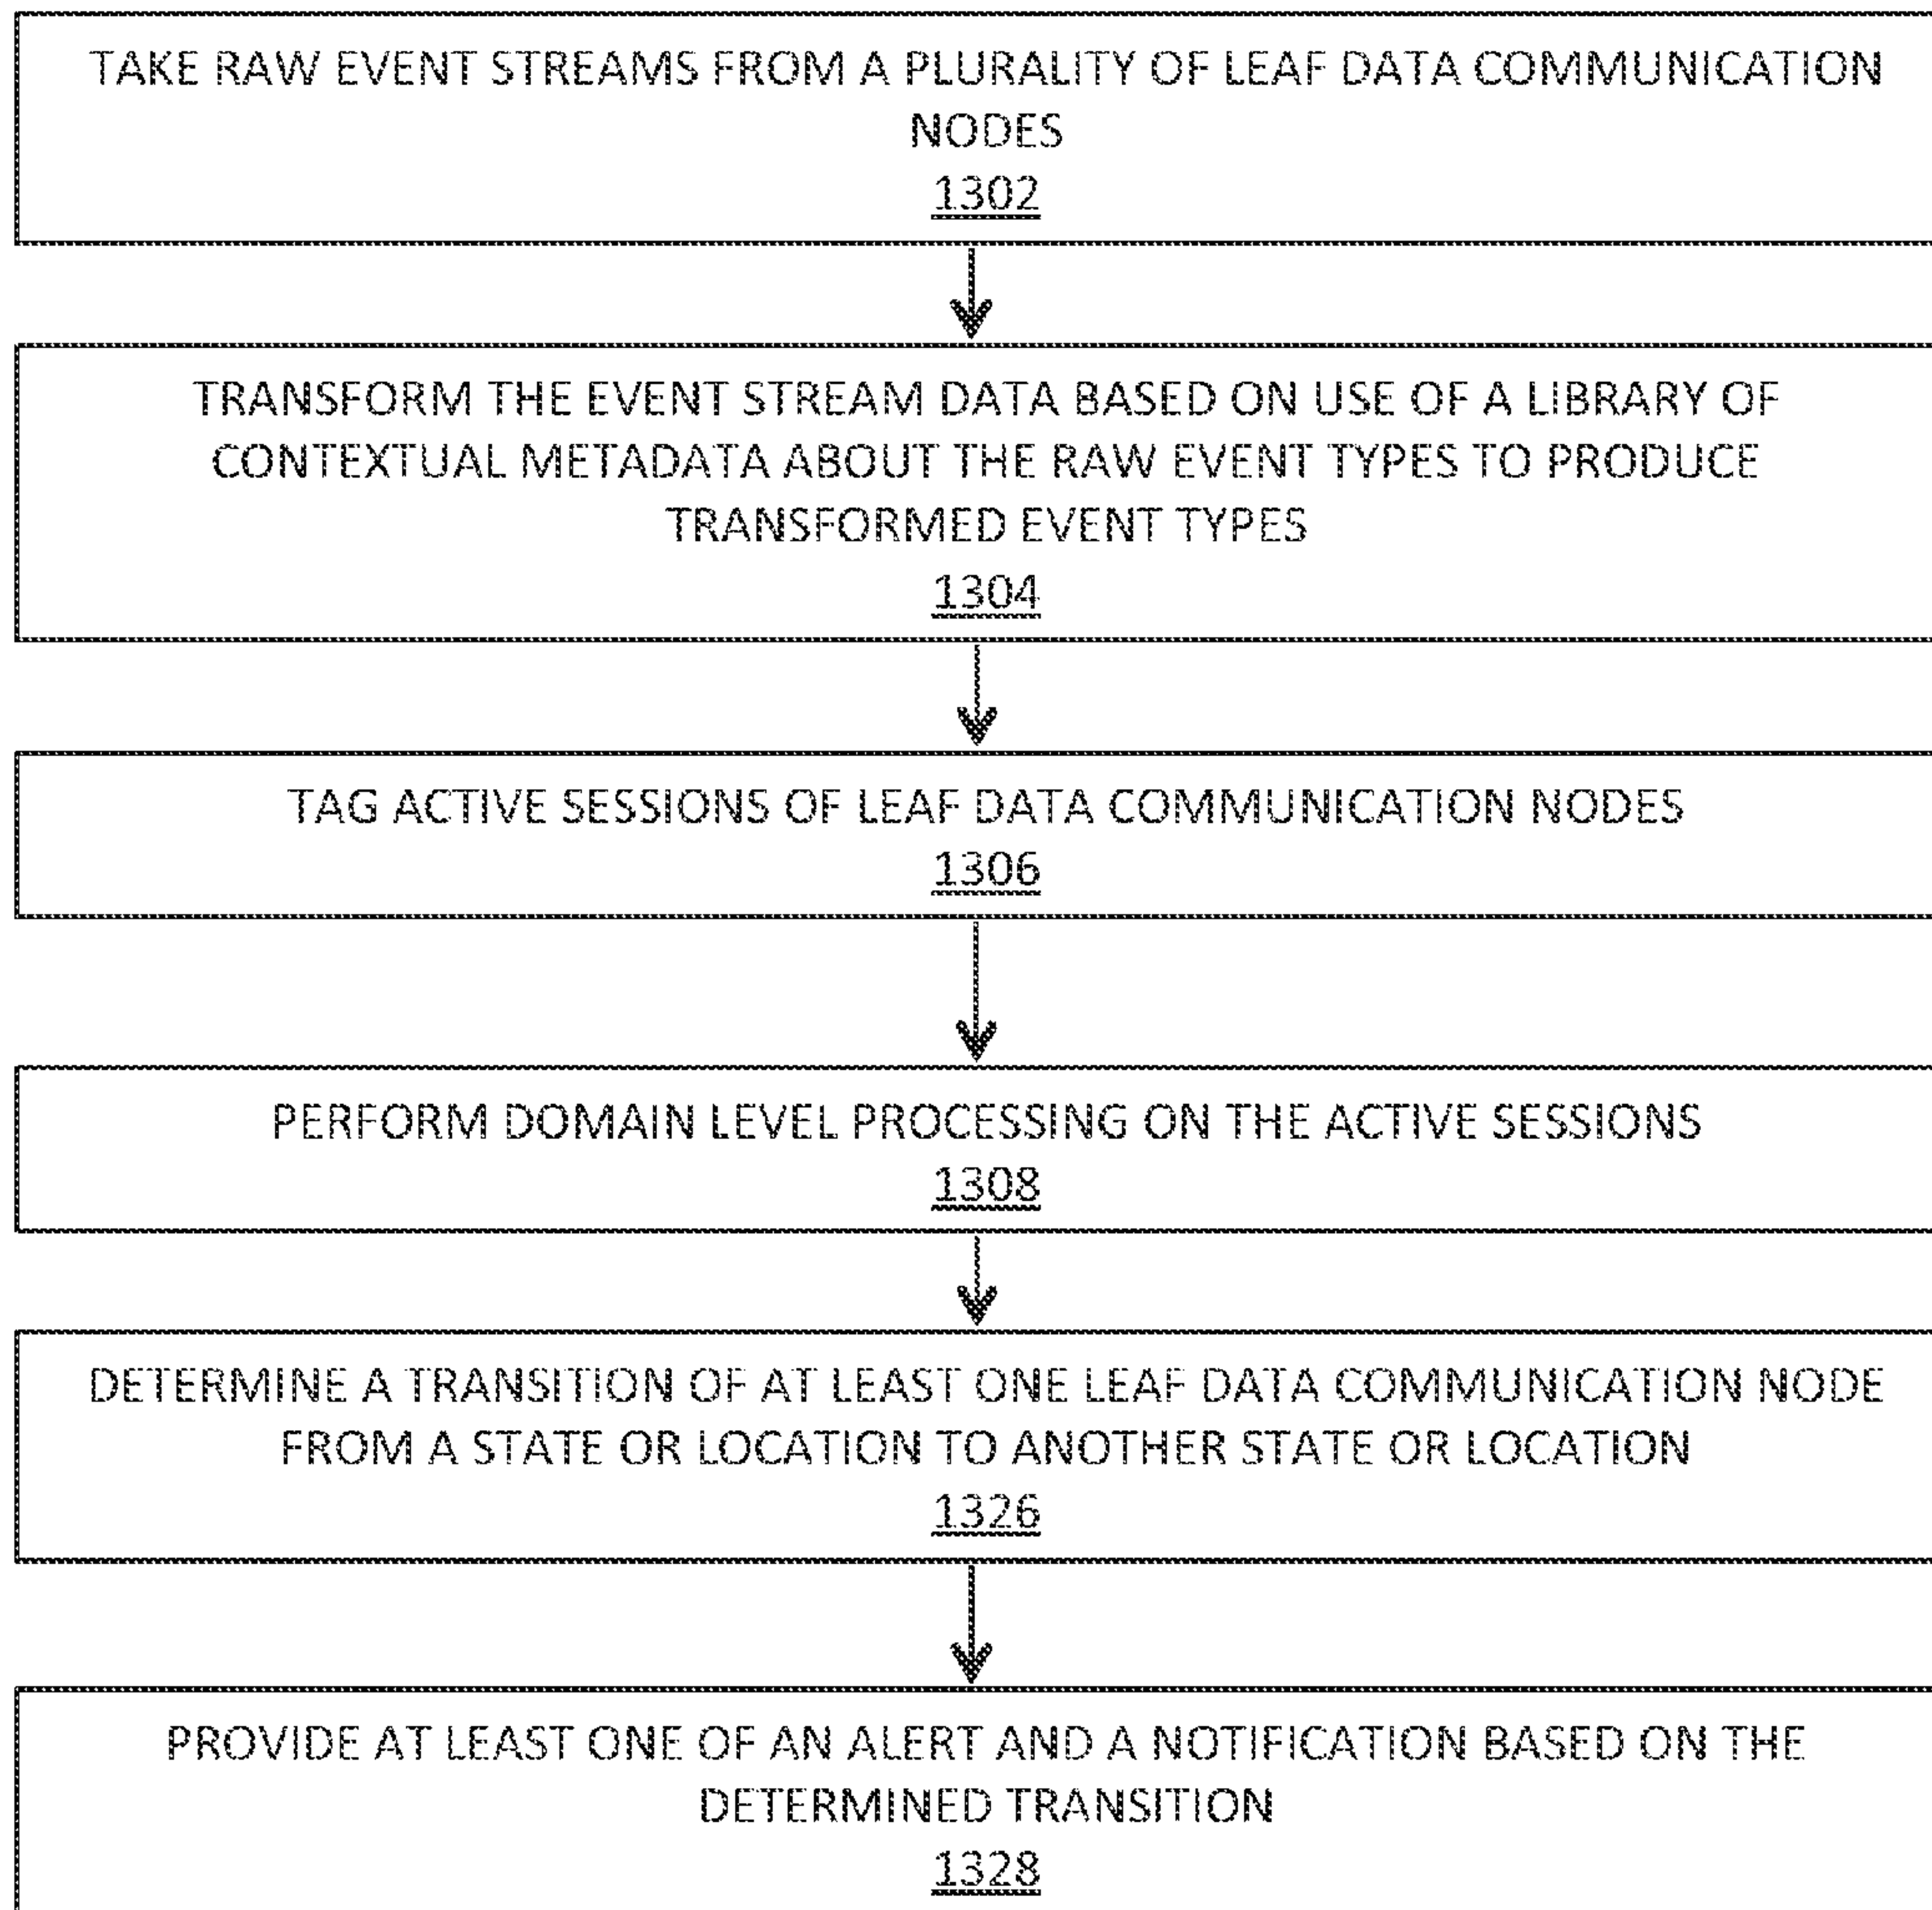 TAKE RAW EVENT STREAMS FROM A PLURALITY OF LEAF DATA COMMUNICATION
NODES
1302
TRANSFORM THE EVENT STREAM DATA BASED ON USE OF A LIBRARY OF
CONTEXTUAL METADATA ABOUT THE RAW EVENT TYPES TO PRODUCE
TRANSFORMED EVENT TYPES
1304
TAG ACTIVE SESSIONS OF LEAF DATA COMMUNICATION NODES
1306
PERFORM DOMAIN LEVEL PROCESSING ON THE ACTIVE SESSIONS
1308
DETERMINE A TRANSITION OF AT LEAST ONE LEAF DATA COMMUNICATION NODE
FROM A STATE OR LOCATION TO ANOTHER STATE OR LOCATION
1326
PROVIDE AT LEAST ONE OF AN ALERT AND A NOTIFICATION BASED ON THE
DETERMINED TRANSITION
1328